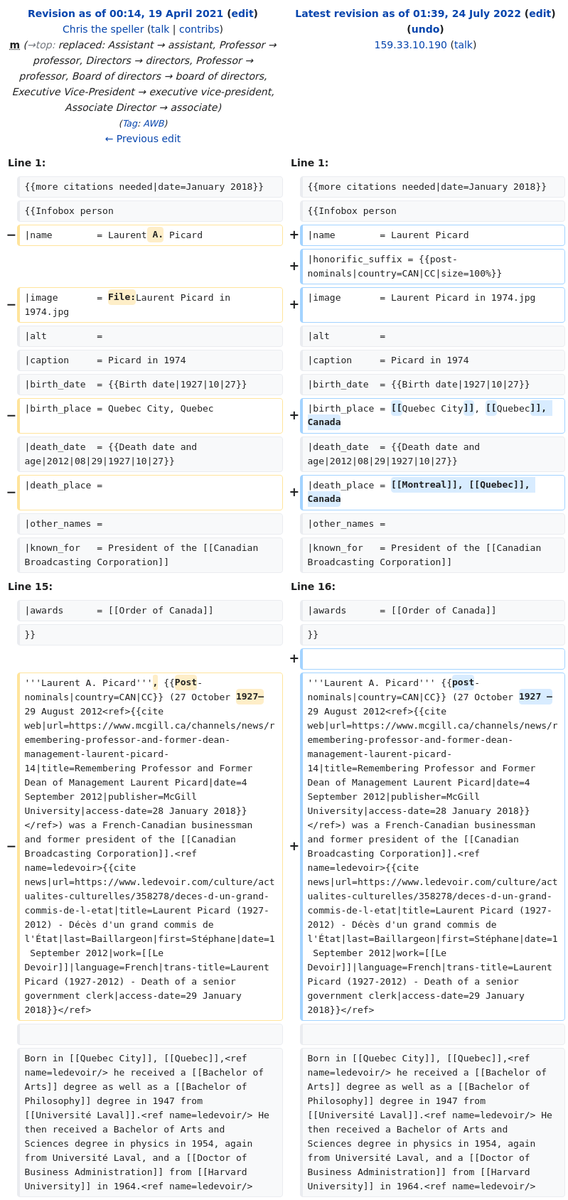 Revision as of 00:14, 19 April 2021 (edit)
Chris the speller (talk | contribs)
m (→top: replaced: Assistant → assistant, Professor →
professor, Directors → directors, Professor →
professor, Board of directors → board of directors,
Executive Vice-President → executive vice-president,
Associate Director → associate)
(Tag: AWB)
← Previous edit
Latest revision as of 01:39, 24 July 2022 (edit)
(undo)
159.33.10.190 (talk)
Line 1:
Line 1:
{{more citations needed|date=January 2018}}
{{more citations needed|date=January 2018}}
{{Infobox person
{{Infobox person
− |name = Laurent A. Picard
+ |name = Laurent Picard
+ |honorific_suffix = {{post-
nominals|country=CAN|CC|size=100%}}
− |image = File:Laurent Picard in
1974.jpg
+ |image = Laurent Picard in 1974.jpg
|alt =
|alt =
|caption = Picard in 1974
|caption = Picard in 1974
|birth_date = {{Birth date|1927|10|27}}
|birth_date = {{Birth date|1927|10|27}}
− |birth_place = Quebec City, Quebec
+ |birth_place = [[Quebec City]], [[Quebec]],
Canada
|death_date = {{Death date and
age|2012|08|29|1927|10|27}}
|death_date = {{Death date and
age|2012|08|29|1927|10|27}}
− |death_place =
+ |death_place = [[Montreal]], [[Quebec]],
Canada
|other_names =
|other_names =
|known_for = President of the [[Canadian
Broadcasting Corporation]]
|known_for = President of the [[Canadian
Broadcasting Corporation]]
Line 15:
Line 16:
|awards = [[Order of Canada]]
|awards = [[Order of Canada]]
}}
}}
+
− '''Laurent A. Picard''', {{Post-
nominals|country=CAN|CC}} (27 October 1927–
29 August 2012<ref>{{cite
web|url=https://www.mcgill.ca/channels/news/r
emembering-professor-and-former-dean-
management-laurent-picard-
14|title=Remembering Professor and Former
Dean of Management Laurent Picard|date=4
September 2012|publisher=McGill
University|access-date=28 January 2018}}
</ref>) was a French-Canadian businessman
and former president of the [[Canadian
Broadcasting Corporation]].<ref
name=ledevoir>{{cite
news|url=https://www.ledevoir.com/culture/act
ualites-culturelles/358278/deces-d-un-grand-
commis-de-l-etat|title=Laurent Picard (1927-
2012) - Décès d'un grand commis de
l'État|last=Baillargeon|first=Stéphane|date=1
September 2012|work=[[Le
Devoir]]|language=French|trans-title=Laurent
Picard (1927-2012) - Death of a senior
government clerk|access-date=29 January
2018}}</ref>
+ '''Laurent A. Picard''' {{post-
nominals|country=CAN|CC}} (27 October 1927 –
29 August 2012<ref>{{cite
web|url=https://www.mcgill.ca/channels/news/r
emembering-professor-and-former-dean-
management-laurent-picard-
14|title=Remembering Professor and Former
Dean of Management Laurent Picard|date=4
September 2012|publisher=McGill
University|access-date=28 January 2018}}
</ref>) was a French-Canadian businessman
and former president of the [[Canadian
Broadcasting Corporation]].<ref
name=ledevoir>{{cite
news|url=https://www.ledevoir.com/culture/act
ualites-culturelles/358278/deces-d-un-grand-
commis-de-l-etat|title=Laurent Picard (1927-
2012) - Décès d'un grand commis de
l'État|last=Baillargeon|first=Stéphane|date=1
September 2012|work=[[Le
Devoir]]|language=French|trans-title=Laurent
Picard (1927-2012) - Death of a senior
government clerk|access-date=29 January
2018}}</ref>
Born in [[Quebec City]], [[Quebec]],<ref
name=ledevoir/> he received a [[Bachelor of
Arts]] degree as well as a [[Bachelor of
Philosophy]] degree in 1947 from
[[Université Laval]].<ref name=ledevoir/> He
then received a Bachelor of Arts and
Sciences degree in physics in 1954, again
from Université Laval, and a [[Doctor of
Business Administration]] from [[Harvard
University]] in 1964.<ref name=ledevoir/>
Born in [[Quebec City]], [[Quebec]],<ref
name=ledevoir/> he received a [[Bachelor of
Arts]] degree as well as a [[Bachelor of
Philosophy]] degree in 1947 from
[[Université Laval]].<ref name=ledevoir/> He
then received a Bachelor of Arts and
Sciences degree in physics in 1954, again
from Université Laval, and a [[Doctor of
Business Administration]] from [[Harvard
University]] in 1964.<ref name=ledevoir/>